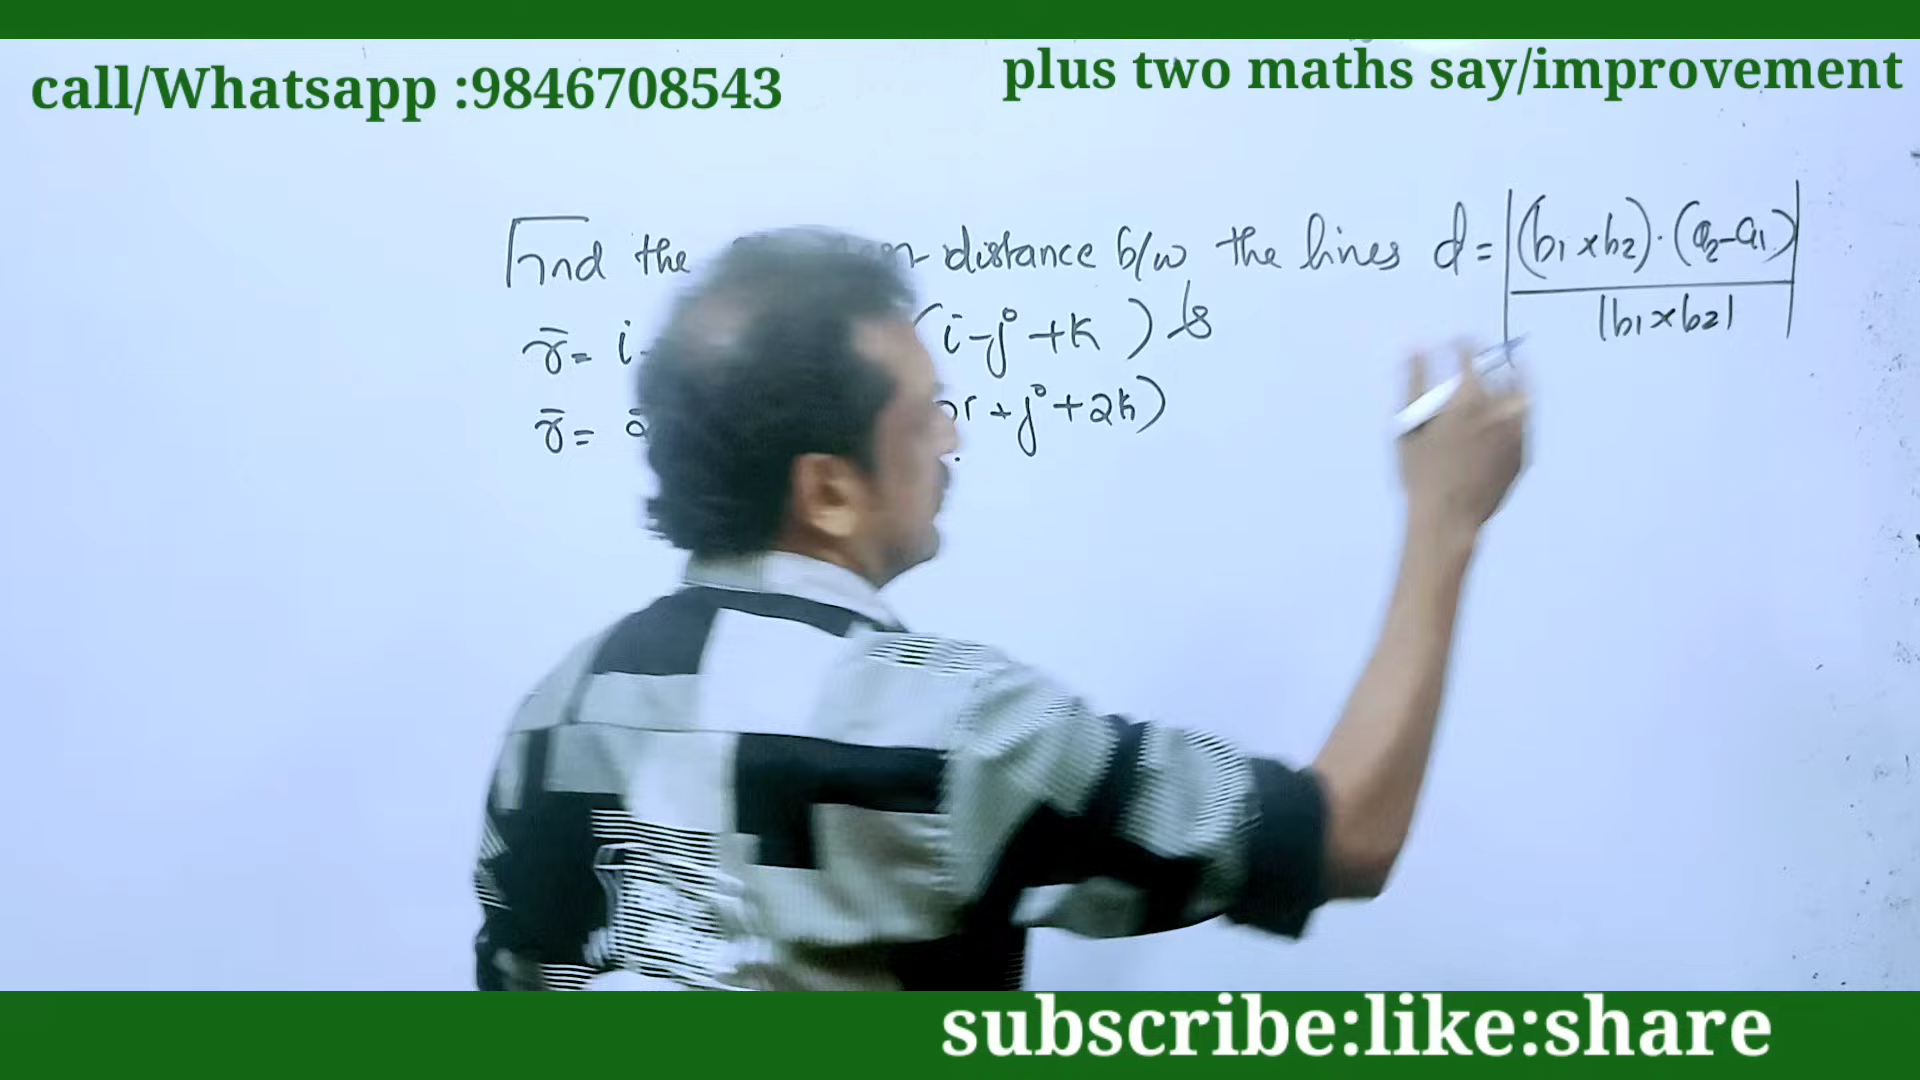 call/Whatsapp :9846708543
plus two maths say/improvement
Find the distance b/w the lines d = |(b1 x b2) . (a2 - a1)|
|b1 x b2|
r̄ = i - (i - j + k) &
r̄ = + j + 2k)
subscribe:like:share